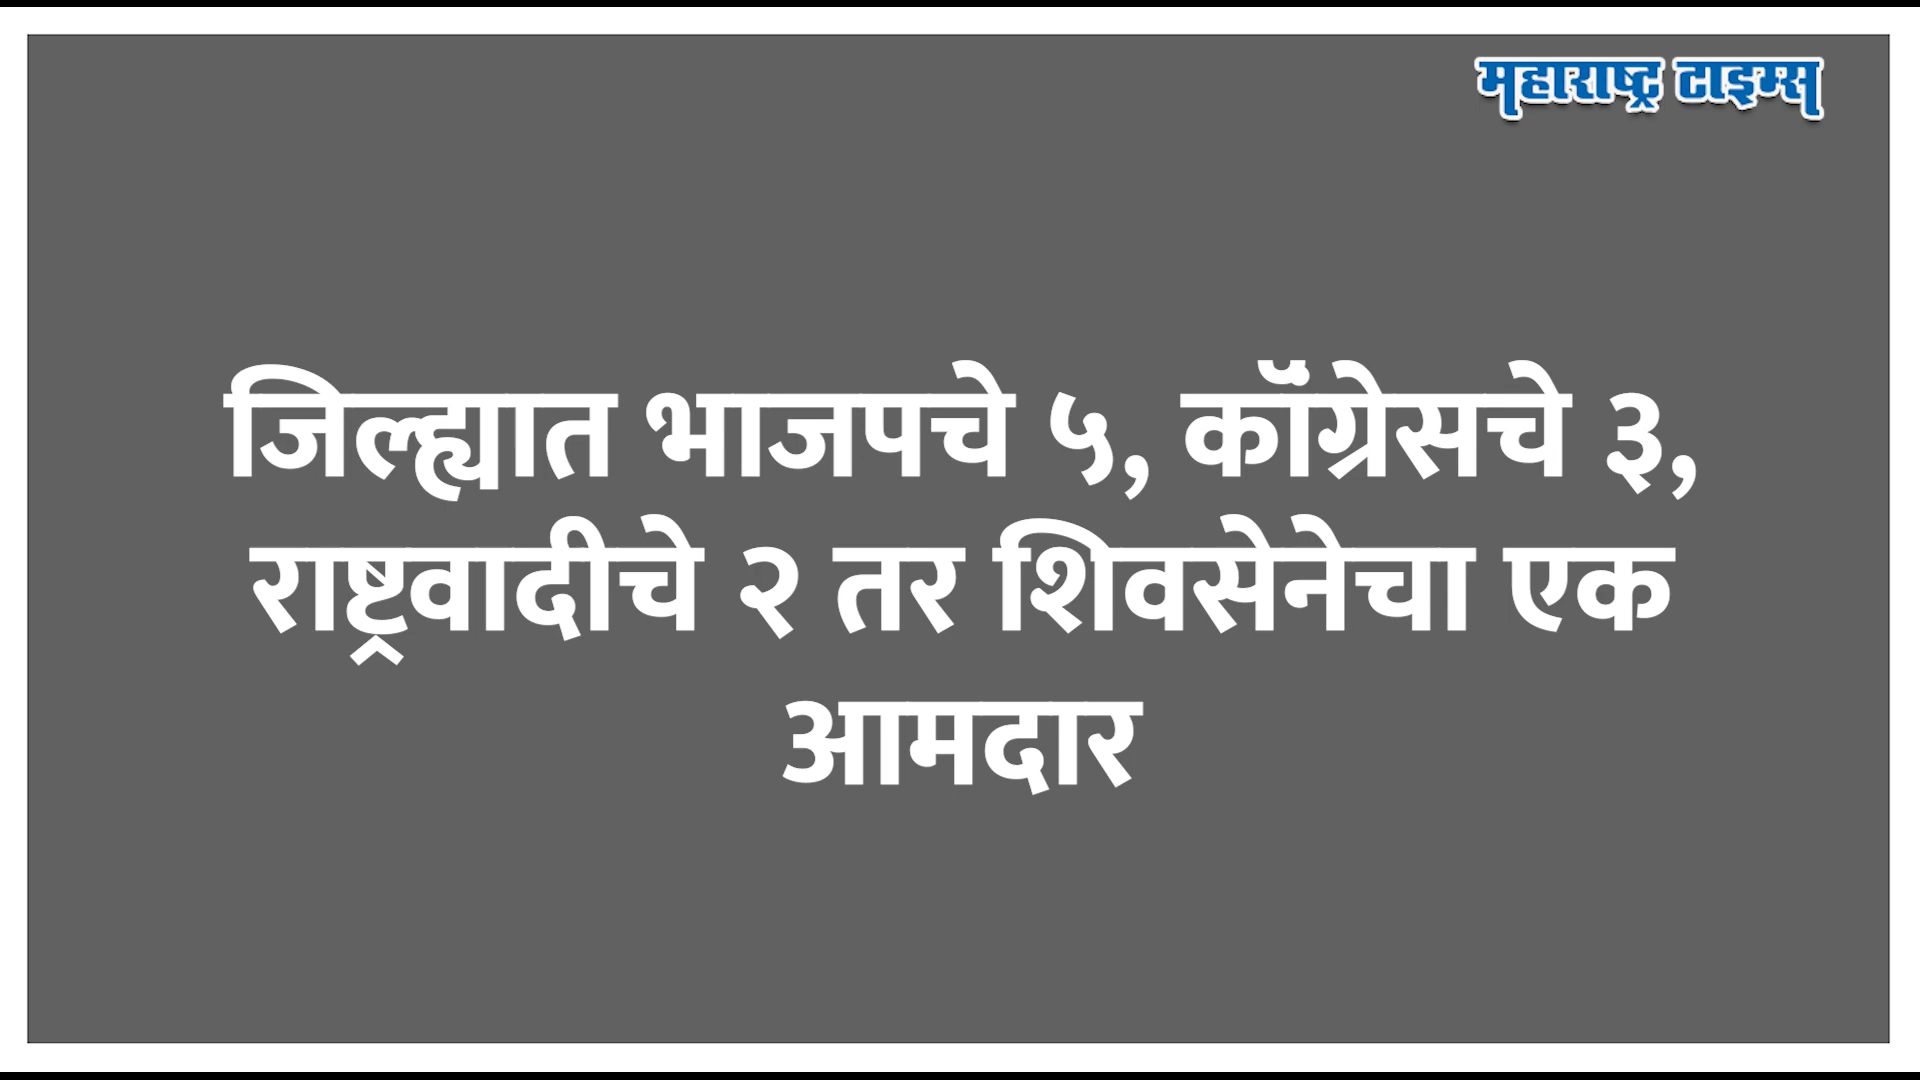 महाराष्ट्र टाइम्स्
जिल्ह्यात भाजपचे ५, कॉंग्रेसचे ३,
राष्ट्रवादीचे २ तर शिवसेनेचा एक
आमदार